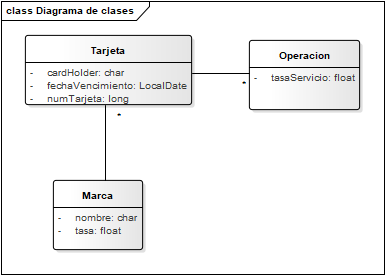 class Diagrama de clases
Tarjeta
- cardHolder: char
- fechaVencimiento: LocalDate
- numTarjeta: long
Operacion
- tasaServicio: float
*
*
Marca
- nombre: char
- tasa: float